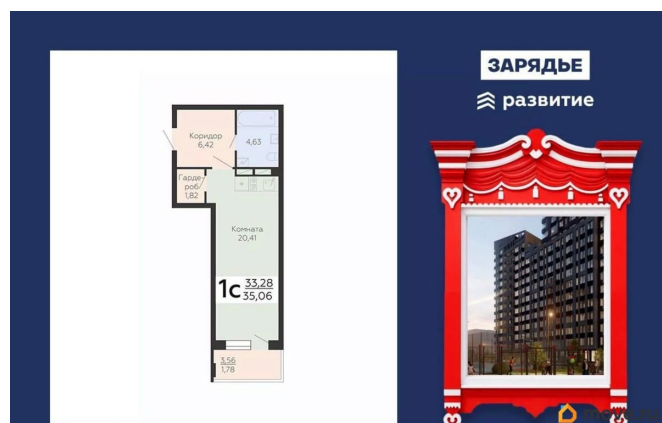 ЗАРЯДЬЕ
развитие
Коридор
6,42
4,63
Гарде-
роб
1,82
Комната
20,41
1с 33,28
35,06
3,56
1,78